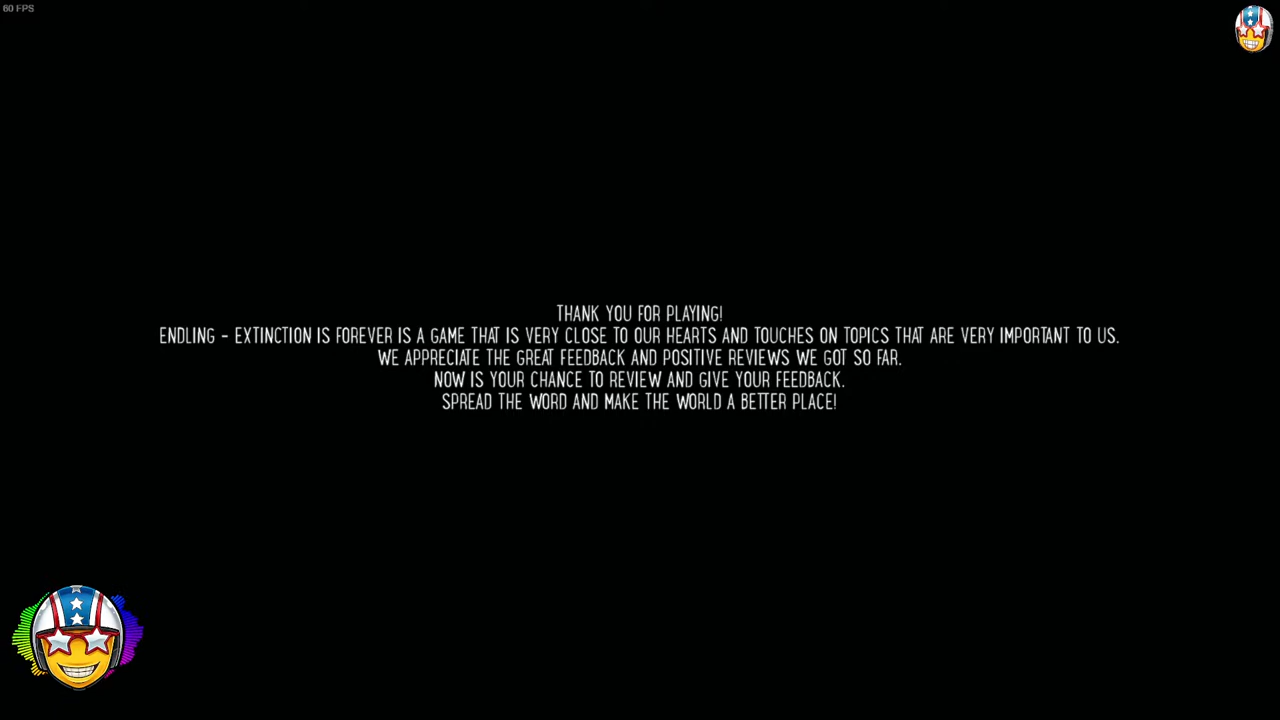 60 FPS
THANK YOU FOR PLAYING!
ENDLING - EXTINCTION IS FOREVER IS A GAME THAT IS VERY CLOSE TO OUR HEARTS AND TOUCHES ON TOPICS THAT ARE VERY IMPORTANT TO US.
WE APPRECIATE THE GREAT FEEDBACK AND POSITIVE REVIEWS WE GOT SO FAR.
NOW IS YOUR CHANCE TO REVIEW AND GIVE YOUR FEEDBACK.
SPREAD THE WORD AND MAKE THE WORLD A BETTER PLACE!